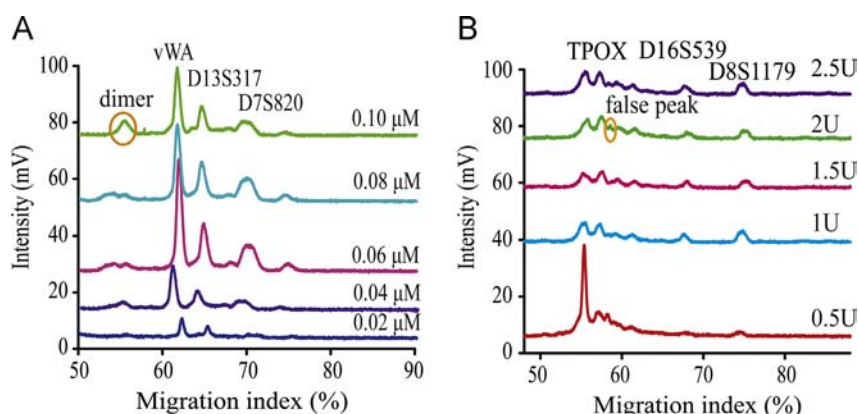 A
vWA
D13S317
dimer
D7S820
0.10 µM
0.08 µM
0.06 µM
0.04 µM
0.02 µM
100
80
60
40
20
0
Intensity (mV)
50 60 70 80 90
Migration index (%)
B
TPOX D16S539
2.5U
D8S1179
false peak
2U
1.5U
1U
0.5U
100
80
60
40
20
0
Intensity (mV)
50 60 70 80
Migration index (%)